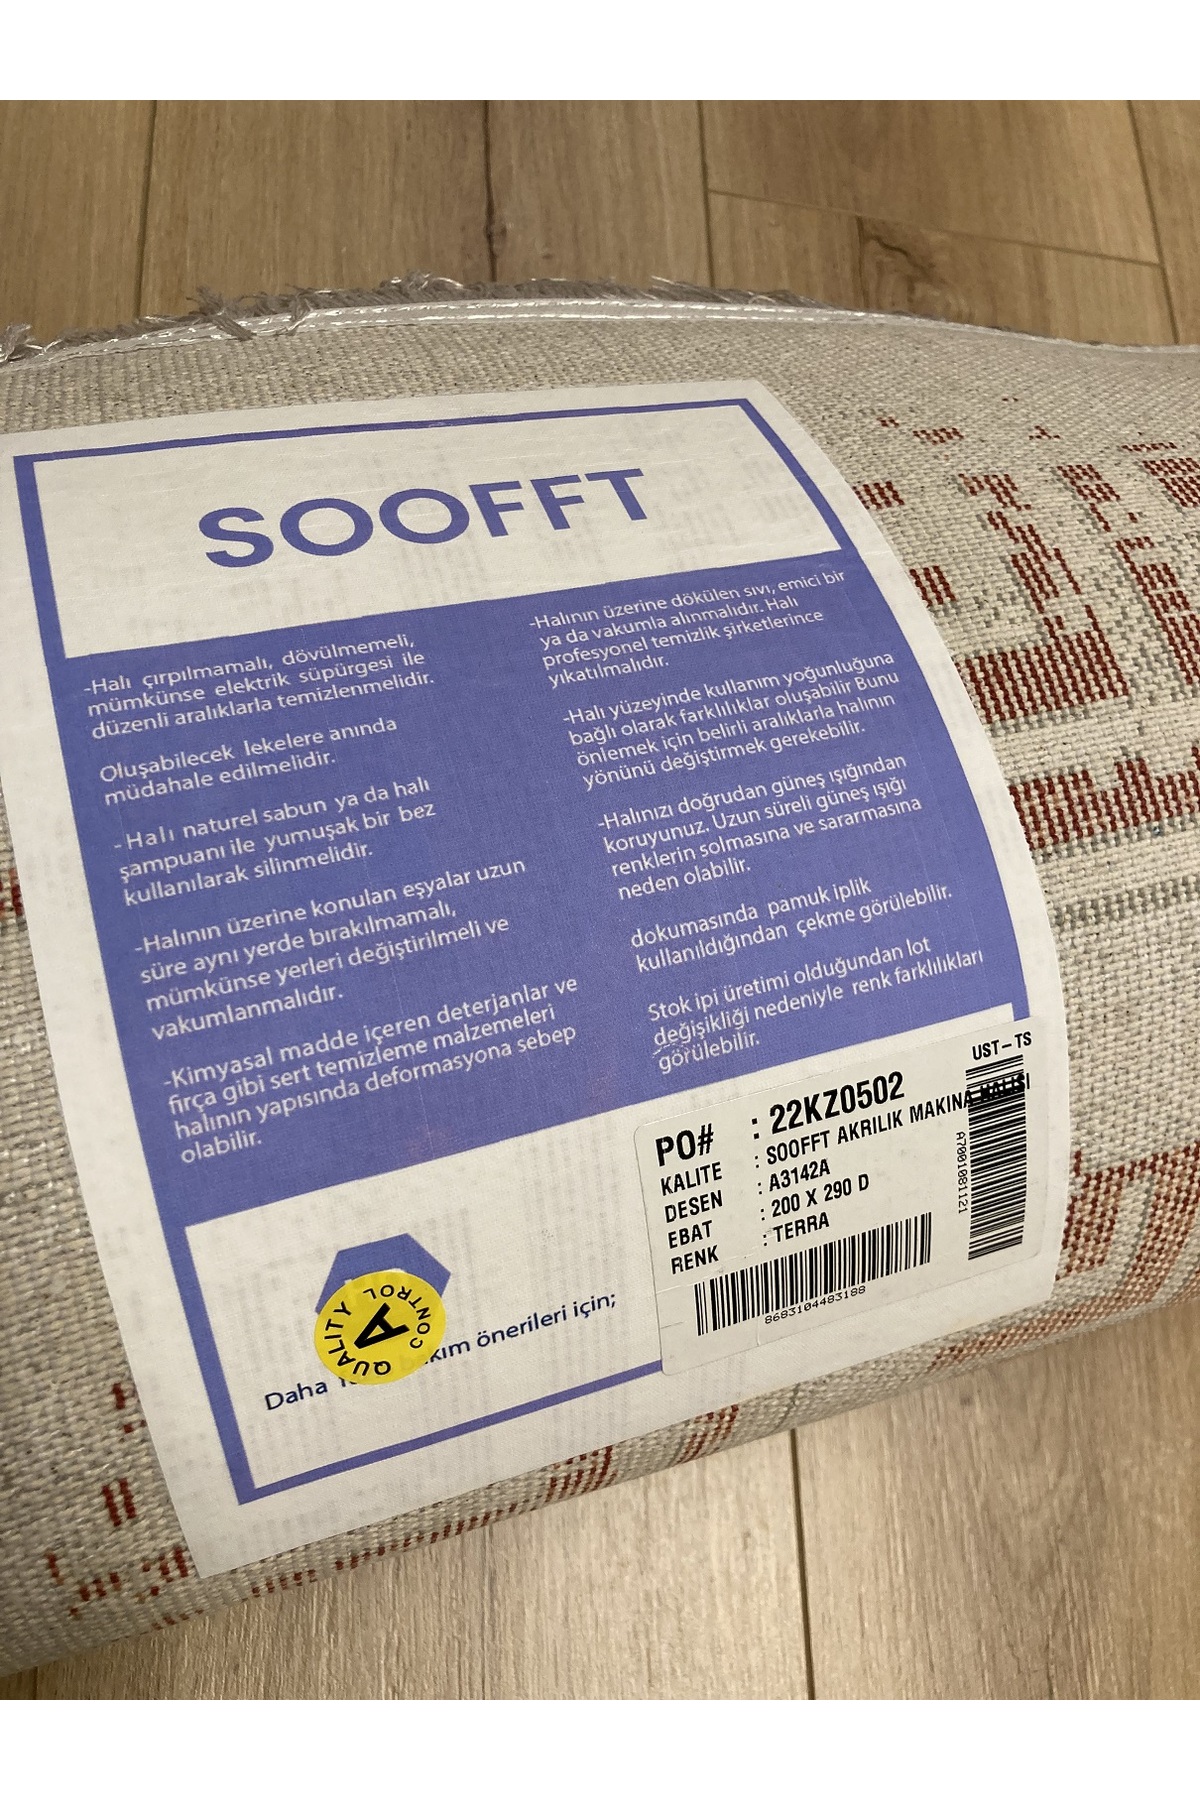 SOOFFT
-Halı çırpılmamalı, dövülmemeli,
mümkünse elektrik süpürgesi ile
düzenli aralıklarla temizlenmelidir.
Oluşabilecek lekelere anında
müdahale edilmelidir.
-Halı naturel sabun ya da halı
şampuanı ile yumuşak bir bez
kullanılarak silinmelidir.
-Halının üzerine konulan eşyalar uzun
süre aynı yerde bırakılmamalı,
mümkünse yerleri değiştirilmeli ve
vakumlanmalıdır.
-Kimyasal madde içeren deterjanlar ve
fırça gibi sert temizleme malzemeleri
halının yapısında deformasyona sebep
olabilir.
-Halının üzerine dökülen sıvı, emici bir
ya da vakumla alınmalıdır. Halı
profesyonel temizlik şirketlerince
yıkatılmalıdır.
-Halı yüzeyinde kullanım yoğunluğuna
bağlı olarak farklılıklar oluşabilir Bunu
önlemek için belirli aralıklarla halının
yönünü değiştirmek gerekebilir.
-Halınızı doğrudan güneş ışığından
koruyunuz. Uzun süreli güneş ışığı
renklerin solmasına ve sararmasına
neden olabilir.
dokumasında pamuk iplik
kullanıldığından çekme görülebilir.
Stok ipi üretimi olduğundan lot
değişikliği nedeniyle renk farklılıkları
görülebilir.
UST-TS
PO# : 22KZ0502
KALITE : SOOFFT AKRILIK MAKINA HALISI
DESEN : A3142A
EBAT : 200 X 290 D
RENK : TERRA
8683104483188
A7001081121
QUALITY CONTROL
A
Daha bakım önerileri için;